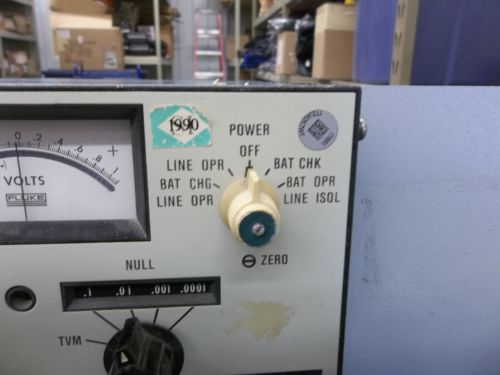 1990
POWER
OFF
LINE OPR
BAT CHK
BAT CHG
BAT OPR
LINE OPR
LINE ISOL
0 .2 .4 .6 .8 1
+
VOLTS
FLUKE
ZERO
NULL
.1 .01 .001 .0001
TVM